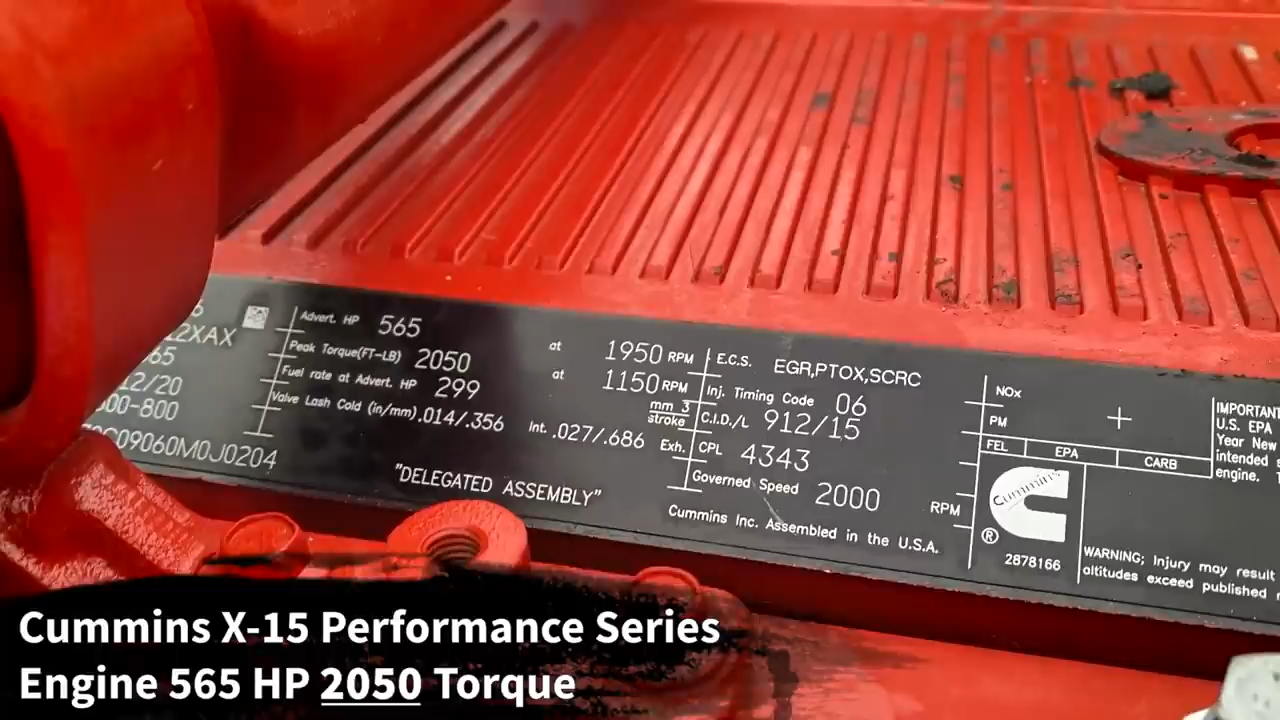 Advert. HP 565 at 1950 RPM
Peak Torque(FT-LB) 2050 at 1150 RPM
Fuel rate at Advert. HP 299 mm 3 stroke
Valve Lash Cold (in/mm) .014/.356 Int. .027/.686 Exh.
"DELEGATED ASSEMBLY"
2XAX
65
12/20
00-800
C09060M0J0204
E.C.S. EGR,PTOX,SCRC
Inj. Timing Code 06
C.I.D./L 912/15
CPL 4343
Governed Speed 2000 RPM
Cummins Inc. Assembled in the U.S.A.
NOx
PM
FEL EPA CARB
Cummins
®
2878166
IMPORTANT
U.S. EPA
Year New
intended
engine.
WARNING; Injury may result
altitudes exceed published
Cummins X-15 Performance Series
Engine 565 HP 2050 Torque